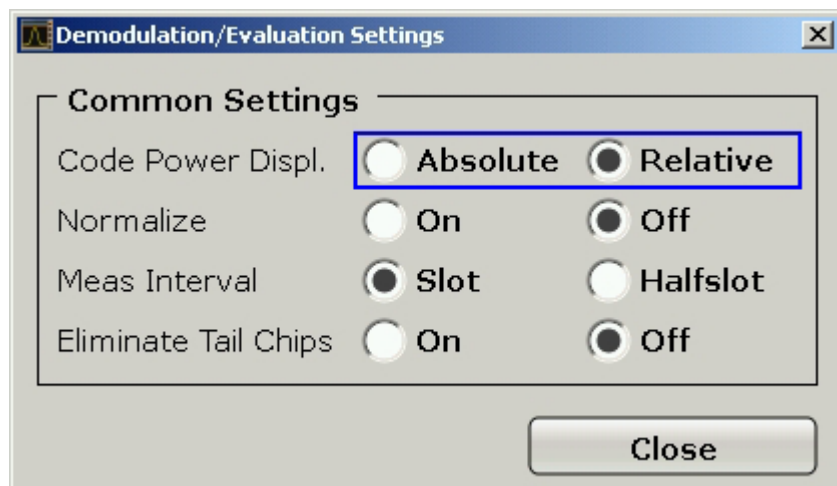 Demodulation/Evaluation Settings
Common Settings
Code Power Displ. Absolute Relative
Normalize On Off
Meas Interval Slot Halfslot
Eliminate Tail Chips On Off
Close